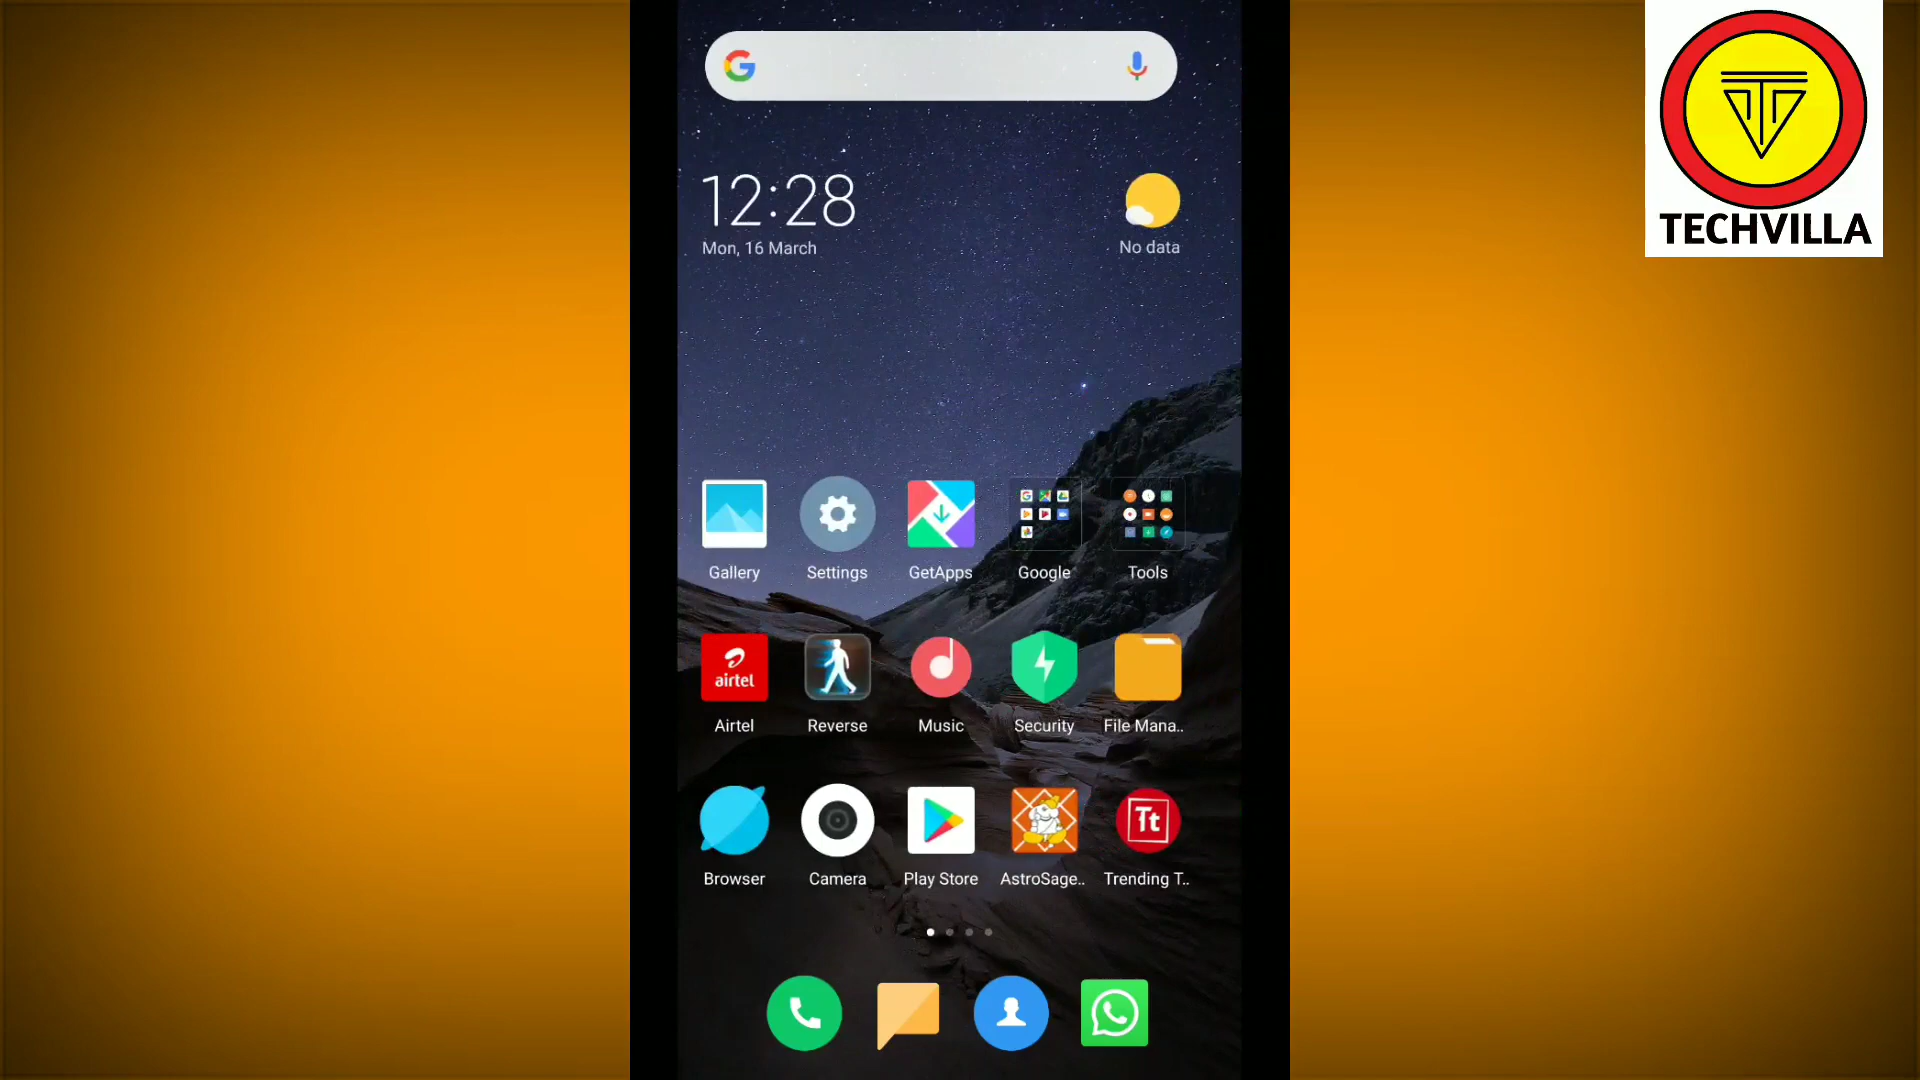 12:28
Mon, 16 March
No data
TECHVILLA
Gallery
Settings
GetApps
Google
Tools
airtel
Airtel
Reverse
Music
Security
File Mana..
Tt
Browser
Camera
Play Store
AstroSage..
Trending T..